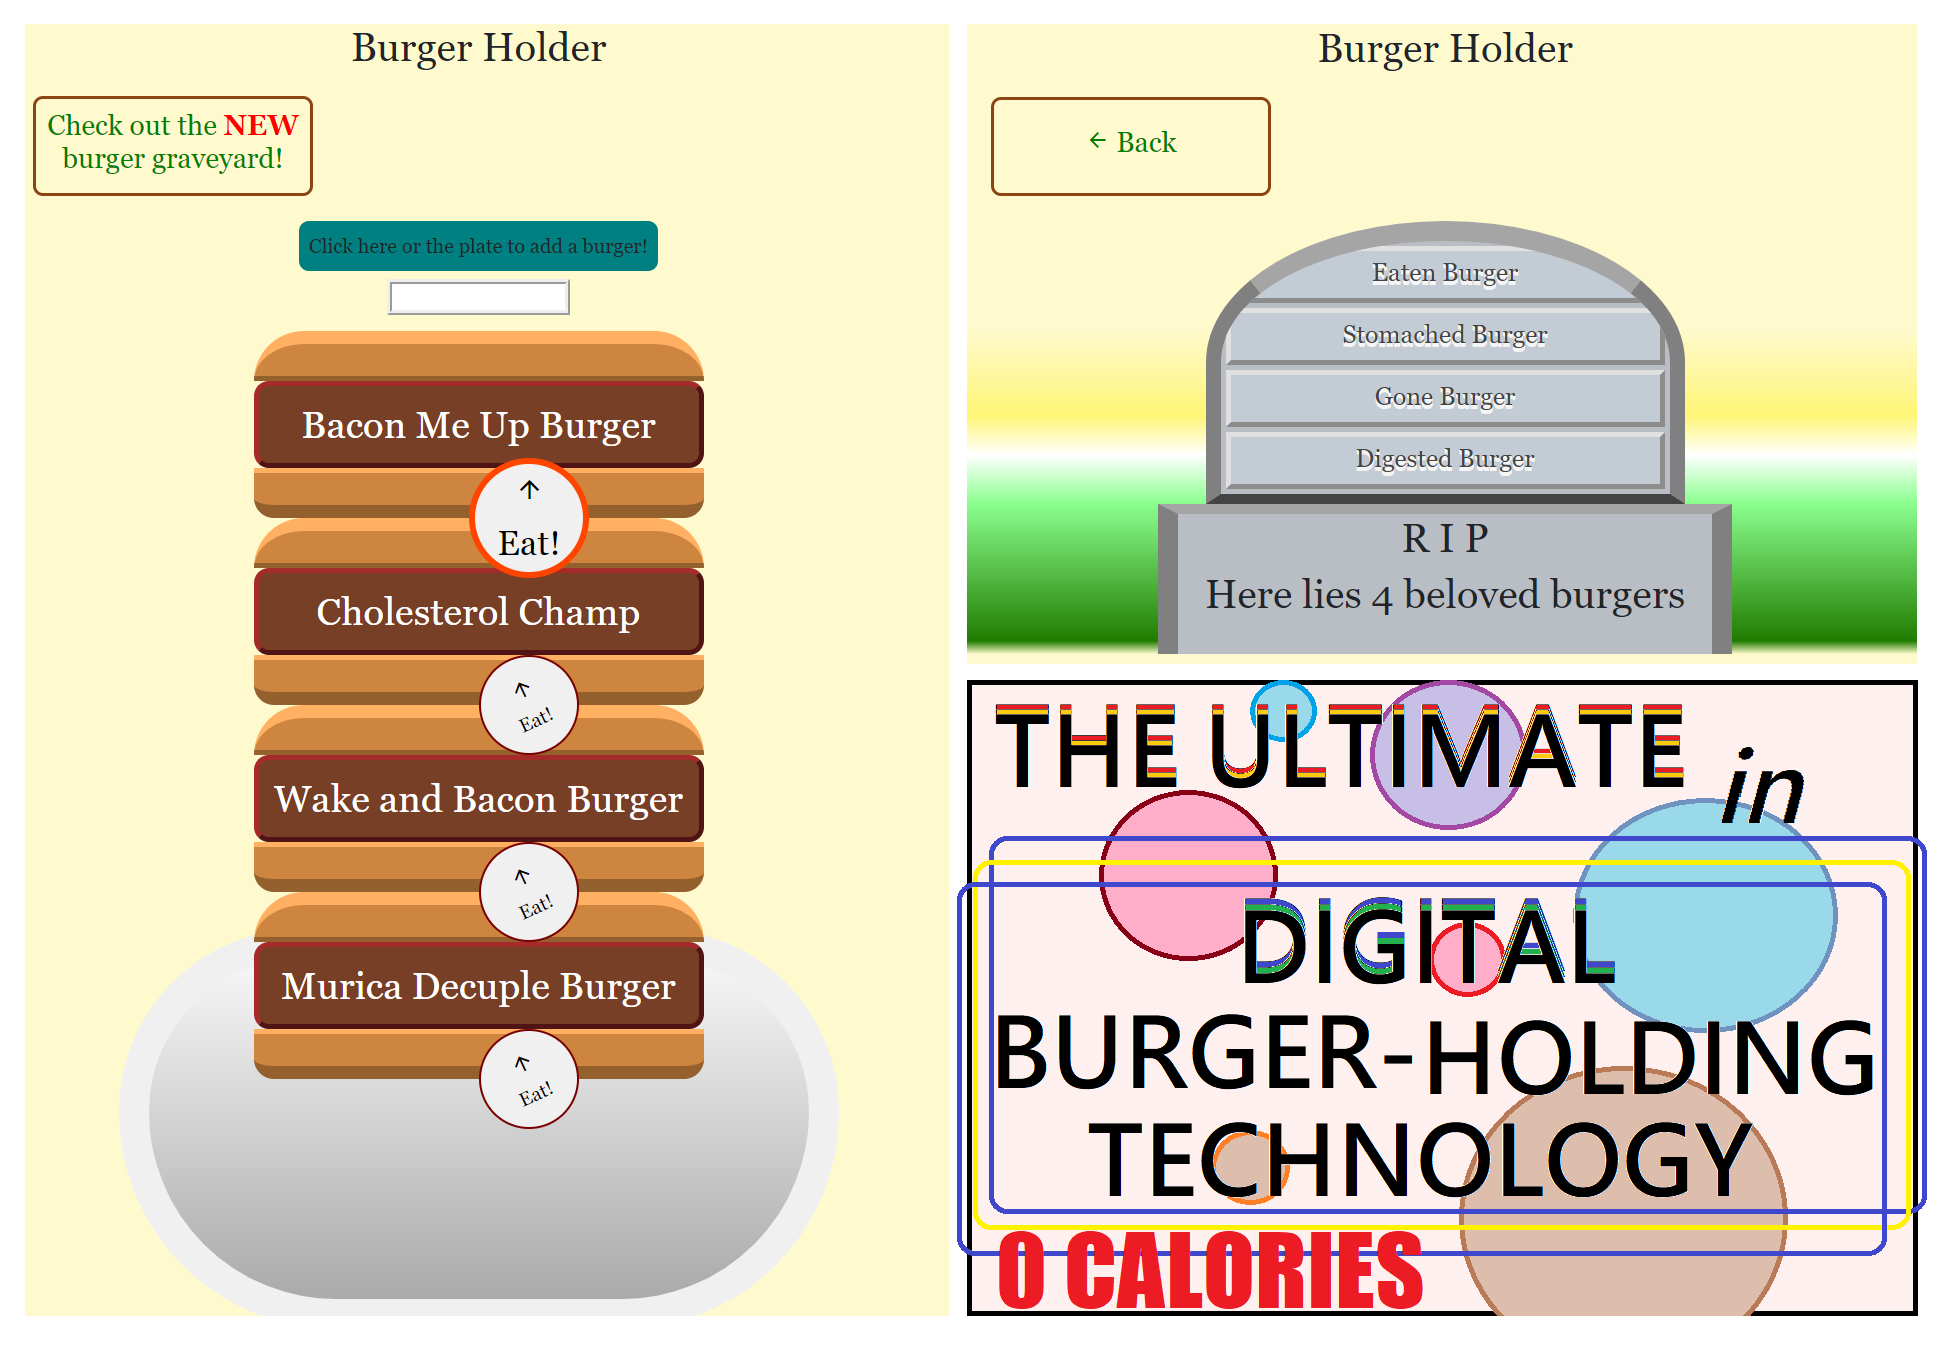 Burger Holder
Check out the NEW
burger graveyard!
Click here or the plate to add a burger!
Bacon Me Up Burger
↑
Eat!
Cholesterol Champ
↑
Eat!
Wake and Bacon Burger
↑
Eat!
Murica Decuple Burger
↑
Eat!
Burger Holder
← Back
Eaten Burger
Stomached Burger
Gone Burger
Digested Burger
R I P
Here lies 4 beloved burgers
THE ULTIMATE in
DIGITAL
BURGER-HOLDING
TECHNOLOGY
0 CALORIES